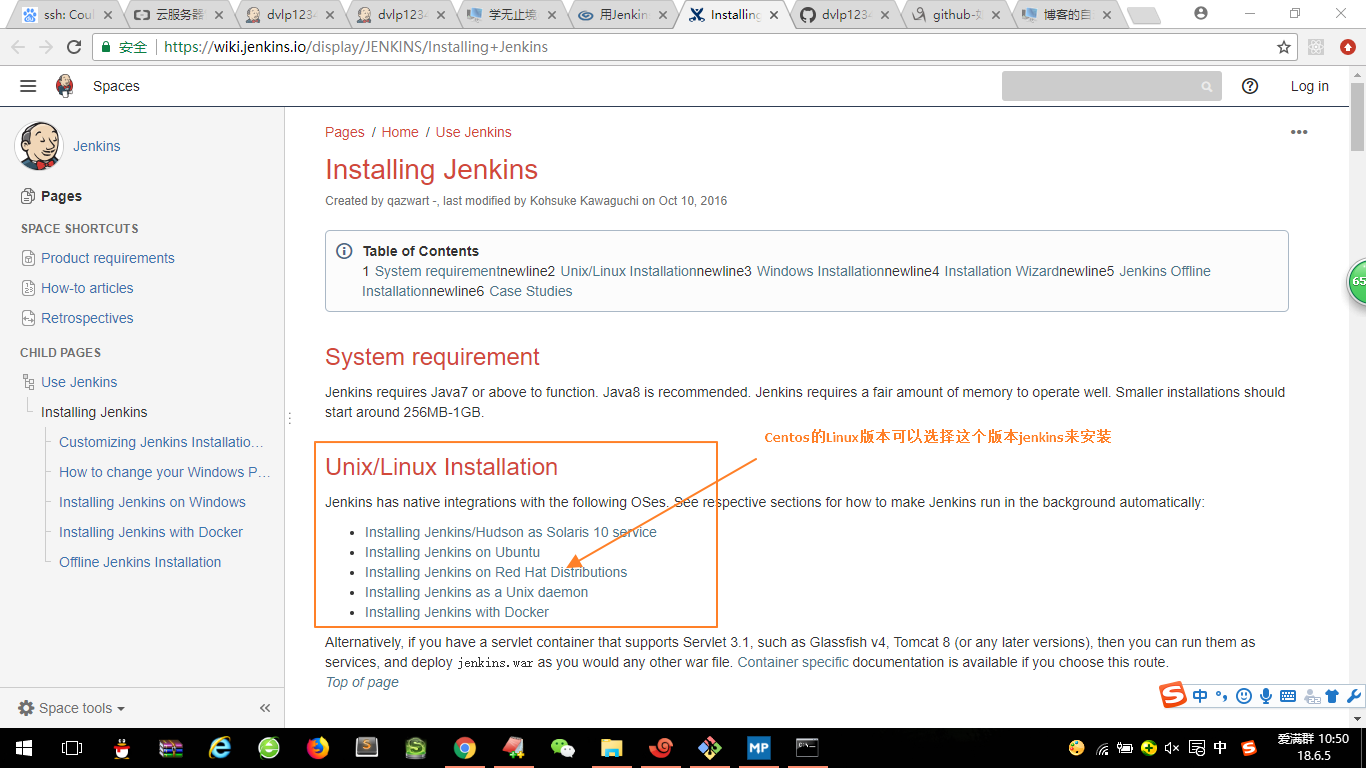 ssh: Coul
云服务器
dvlp1234
dvlp1234
学无止境
用Jenkin
Installing
dvlp1234
github-如
博客的自
安全 https://wiki.jenkins.io/display/JENKINS/Installing+Jenkins
Spaces
Log in
Jenkins
Pages
SPACE SHORTCUTS
Product requirements
How-to articles
Retrospectives
CHILD PAGES
Use Jenkins
Installing Jenkins
Customizing Jenkins Installatio…
How to change your Windows P…
Installing Jenkins on Windows
Installing Jenkins with Docker
Offline Jenkins Installation
Space tools
Pages / Home / Use Jenkins
Installing Jenkins
Created by qazwart -, last modified by Kohsuke Kawaguchi on Oct 10, 2016
Table of Contents
1 System requirementnewline2 Unix/Linux Installationnewline3 Windows Installationnewline4 Installation Wizardnewline5 Jenkins Offline
Installationnewline6 Case Studies
System requirement
Jenkins requires Java7 or above to function. Java8 is recommended. Jenkins requires a fair amount of memory to operate well. Smaller installations should
start around 256MB-1GB.
Centos的Linux版本可以选择这个版本jenkins来安装
Unix/Linux Installation
Jenkins has native integrations with the following OSes. See respective sections for how to make Jenkins run in the background automatically:
Installing Jenkins/Hudson as Solaris 10 service
Installing Jenkins on Ubuntu
Installing Jenkins on Red Hat Distributions
Installing Jenkins as a Unix daemon
Installing Jenkins with Docker
Alternatively, if you have a servlet container that supports Servlet 3.1, such as Glassfish v4, Tomcat 8 (or any later versions), then you can run them as
services, and deploy jenkins.war as you would any other war file. Container specific documentation is available if you choose this route.
Top of page
65
中
MP
中
爱满群 10:50
18.6.5